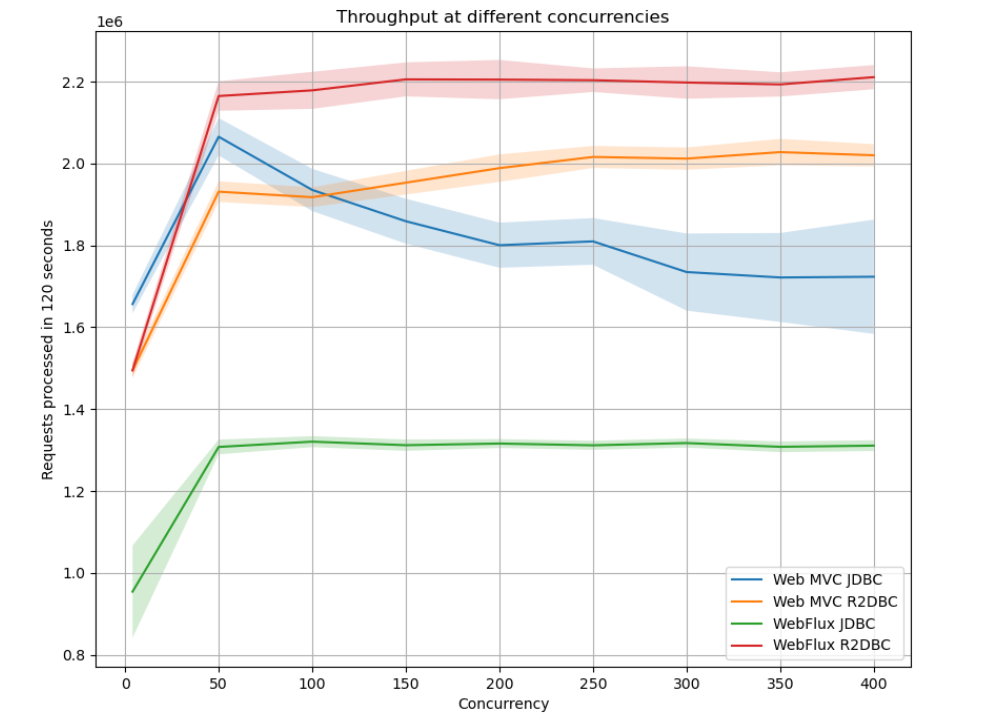 Throughput at different concurrencies
1e6
2.2
2.0
1.8
1.6
1.4
1.2
1.0
0.8
Requests processed in 120 seconds
0 50 100 150 200 250 300 350 400
Concurrency
Web MVC JDBC
Web MVC R2DBC
WebFlux JDBC
WebFlux R2DBC